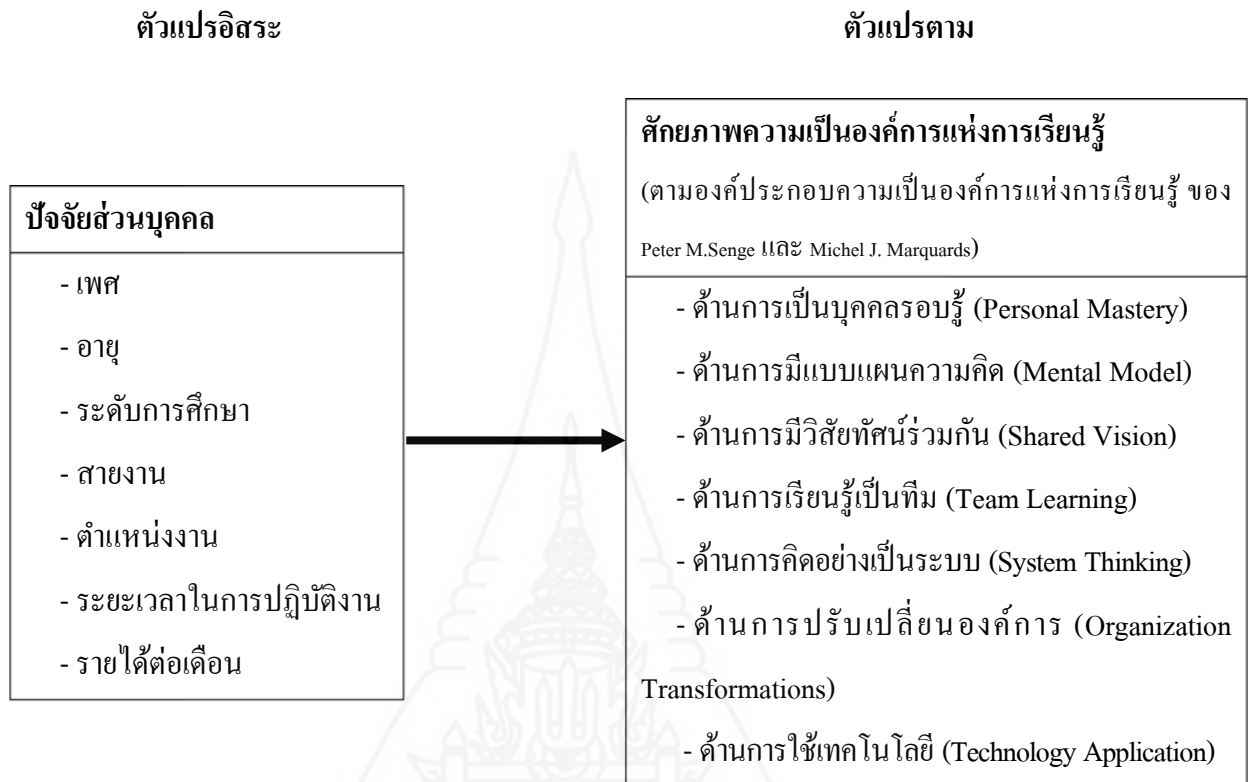 ตัวแปรอิสระ
ตัวแปรตาม
ปัจจัยส่วนบุคคล
- เพศ
- อายุ
- ระดับการศึกษา
- สายงาน
- ตำแหน่งงาน
- ระยะเวลาในการปฏิบัติงาน
- รายได้ต่อเดือน
ศักยภาพความเป็นองค์การแห่งการเรียนรู้
(ตามองค์ประกอบความเป็นองค์การแห่งการเรียนรู้ ของ
Peter M.Senge และ Michel J. Marquards)
- ด้านการเป็นบุคคลรอบรู้ (Personal Mastery)
- ด้านการมีแบบแผนความคิด (Mental Model)
- ด้านการมีวิสัยทัศน์ร่วมกัน (Shared Vision)
- ด้านการเรียนรู้เป็นทีม (Team Learning)
- ด้านการคิดอย่างเป็นระบบ (System Thinking)
- ด้านการปรับเปลี่ยนองค์การ (Organization
Transformations)
- ด้านการใช้เทคโนโลยี (Technology Application)